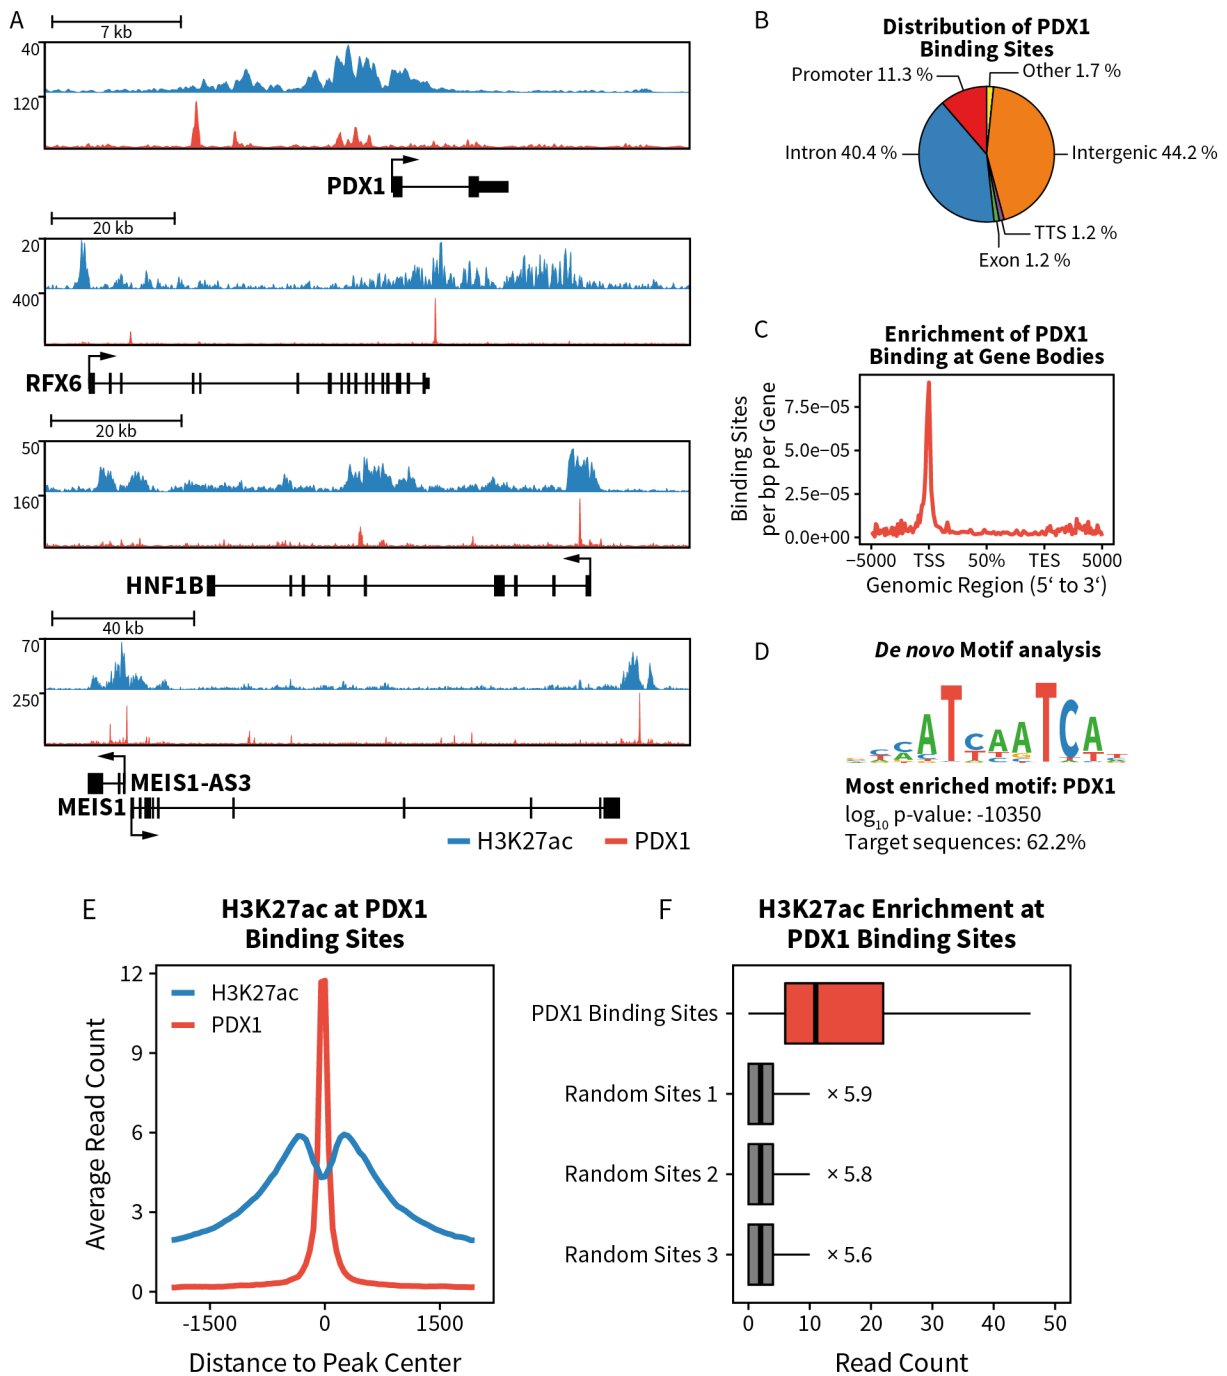 A
7 kb
40
120
PDX1
20 kb
20
400
RFX6
20 kb
50
160
HNF1B
40 kb
70
250
MEIS1-AS3
MEIS1
H3K27ac
PDX1
B
Distribution of PDX1
Binding Sites
Promoter 11.3 %
Other 1.7 %
Intron 40.4 %
Intergenic 44.2 %
TTS 1.2 %
Exon 1.2 %
C
Enrichment of PDX1
Binding at Gene Bodies
Binding Sites
per bp per Gene
7.5e−05
5.0e−05
2.5e−05
0.0e+00
−5000 TSS 50% TES 5000
Genomic Region (5‘ to 3‘)
D
De novo Motif analysis
ATCAATCA
Most enriched motif: PDX1
log10 p-value: -10350
Target sequences: 62.2%
E
H3K27ac at PDX1
Binding Sites
H3K27ac
PDX1
Average Read Count
12
9
6
3
0
-1500 0 1500
Distance to Peak Center
F
H3K27ac Enrichment at
PDX1 Binding Sites
PDX1 Binding Sites
Random Sites 1 × 5.9
Random Sites 2 × 5.8
Random Sites 3 × 5.6
0 10 20 30 40 50
Read Count